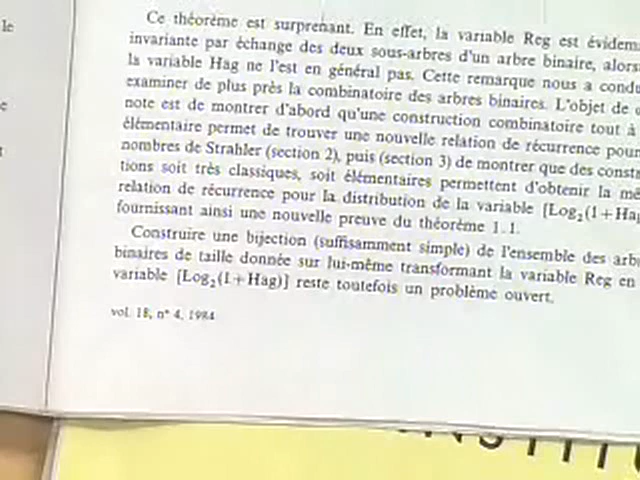 le
e
t
Ce théorème est surprenant. En effet, la variable Reg est évidem
invariante par échange des deux sous-arbres d'un arbre binaire, alors
la variable Hag ne l'est en général pas. Cette remarque nous a condu
examiner de plus près la combinatoire des arbres binaires. L'objet de c
note est de montrer d'abord qu'une construction combinatoire tout à
élémentaire permet de trouver une nouvelle relation de récurrence pour
nombres de Strahler (section 2), puis (section 3) de montrer que des consta
tions soit très classiques, soit élémentaires permettent d'obtenir la mê
relation de récurrence pour la distribution de la variable [Log₂(1+Hag
fournissant ainsi une nouvelle preuve du théorème 1.1.
Construire une bijection (suffisamment simple) de l'ensemble des arb
binaires de taille donnée sur lui-même transformant la variable Reg en
variable [Log₂(1+Hag)] reste toutefois un problème ouvert.
vol. 18, n° 4, 1984
NSTITU